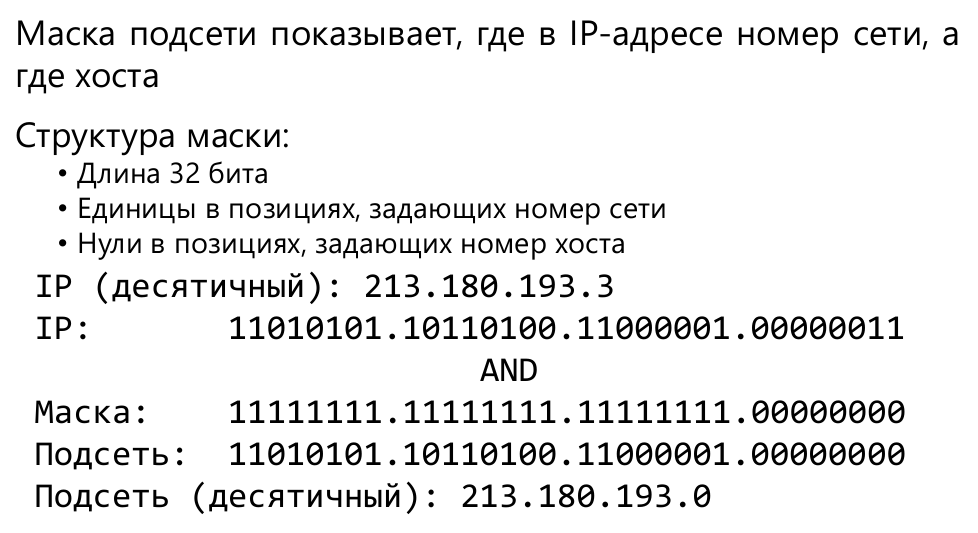 Маска подсети показывает, где в IP-адресе номер сети, а
где хоста
Структура маски:
• Длина 32 бита
• Единицы в позициях, задающих номер сети
• Нули в позициях, задающих номер хоста
IP (десятичный): 213.180.193.3
IP: 11010101.10110100.11000001.00000011
AND
Маска: 11111111.11111111.11111111.00000000
Подсеть: 11010101.10110100.11000001.00000000
Подсеть (десятичный): 213.180.193.0